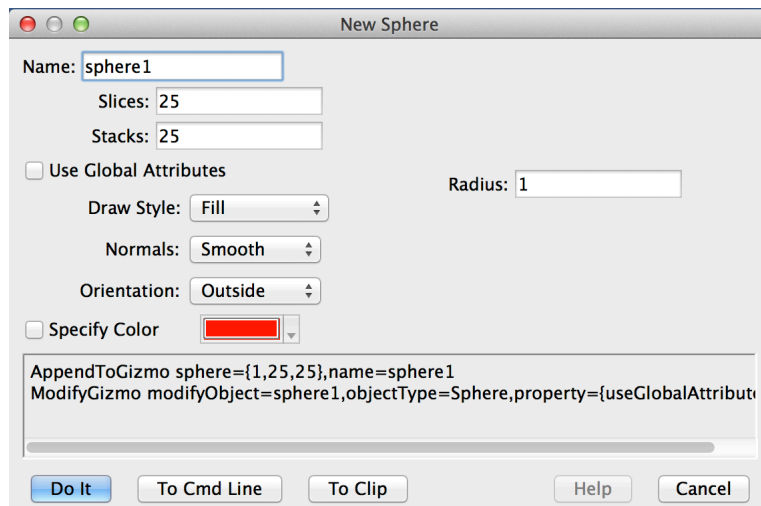 New Sphere
Name: sphere1
Slices: 25
Stacks: 25
Use Global Attributes
Radius: 1
Draw Style: Fill
Normals: Smooth
Orientation: Outside
Specify Color
AppendToGizmo sphere={1,25,25},name=sphere1
ModifyGizmo modifyObject=sphere1,objectType=Sphere,property={useGlobalAttribute
Do It To Cmd Line To Clip Help Cancel